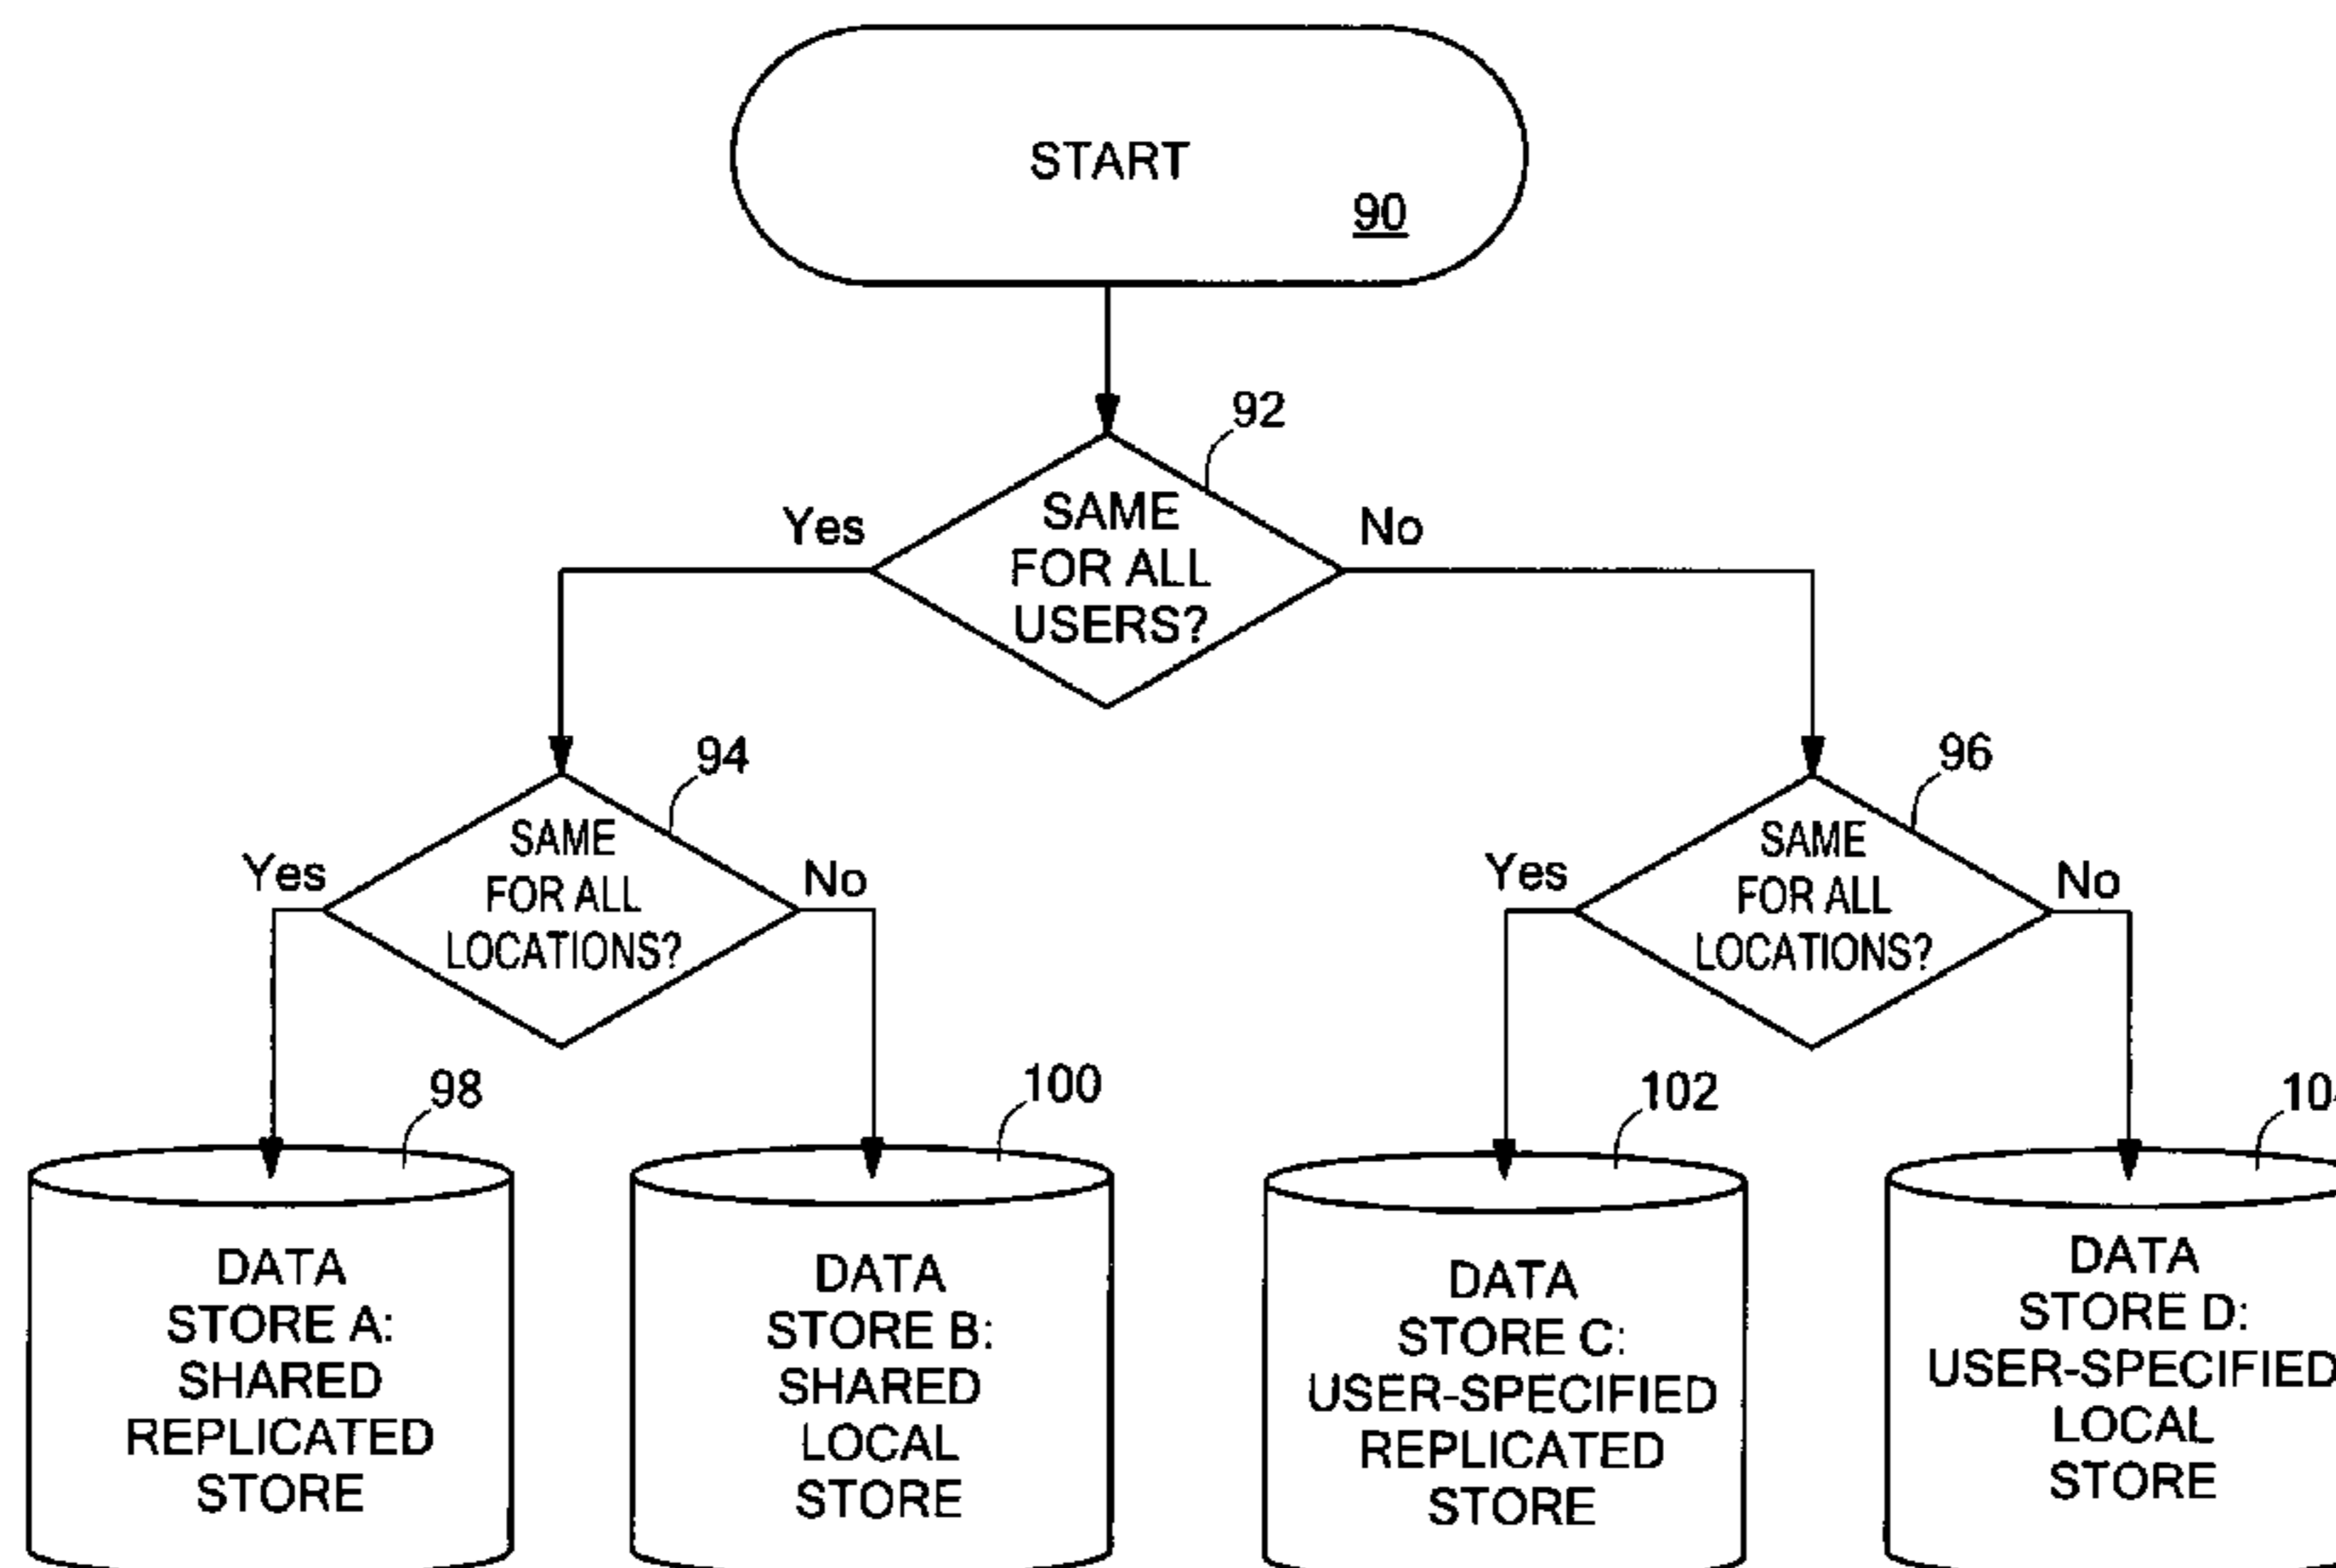 START
90
92
Yes
No
SAME
FOR ALL
USERS?
94
96
Yes
SAME
FOR ALL
LOCATIONS?
No
Yes
SAME
FOR ALL
LOCATIONS?
No
98
100
102
DATA
STORE A:
SHARED
REPLICATED
STORE
DATA
STORE B:
SHARED
LOCAL
STORE
DATA
STORE C:
USER-SPECIFIED
REPLICATED
STORE
DATA
STORE D:
USER-SPECIFIED
LOCAL
STORE